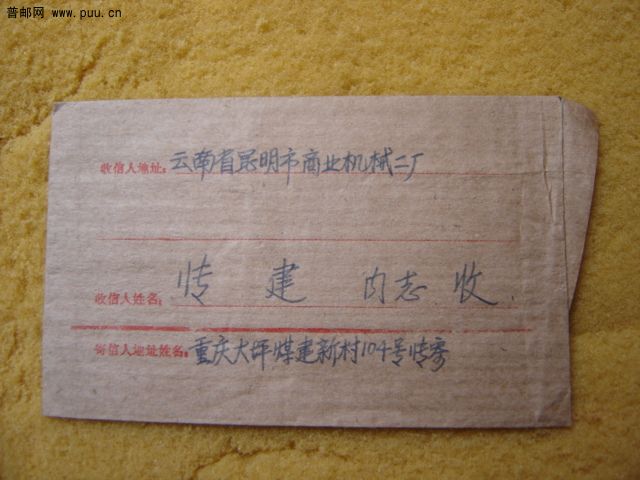 普邮网 www.puu.cn
收信人地址：云南省昆明市商业机械二厂
收信人姓名： 建 同志 收
寄信人地址姓名：重庆大坪煤建新村104号 寄